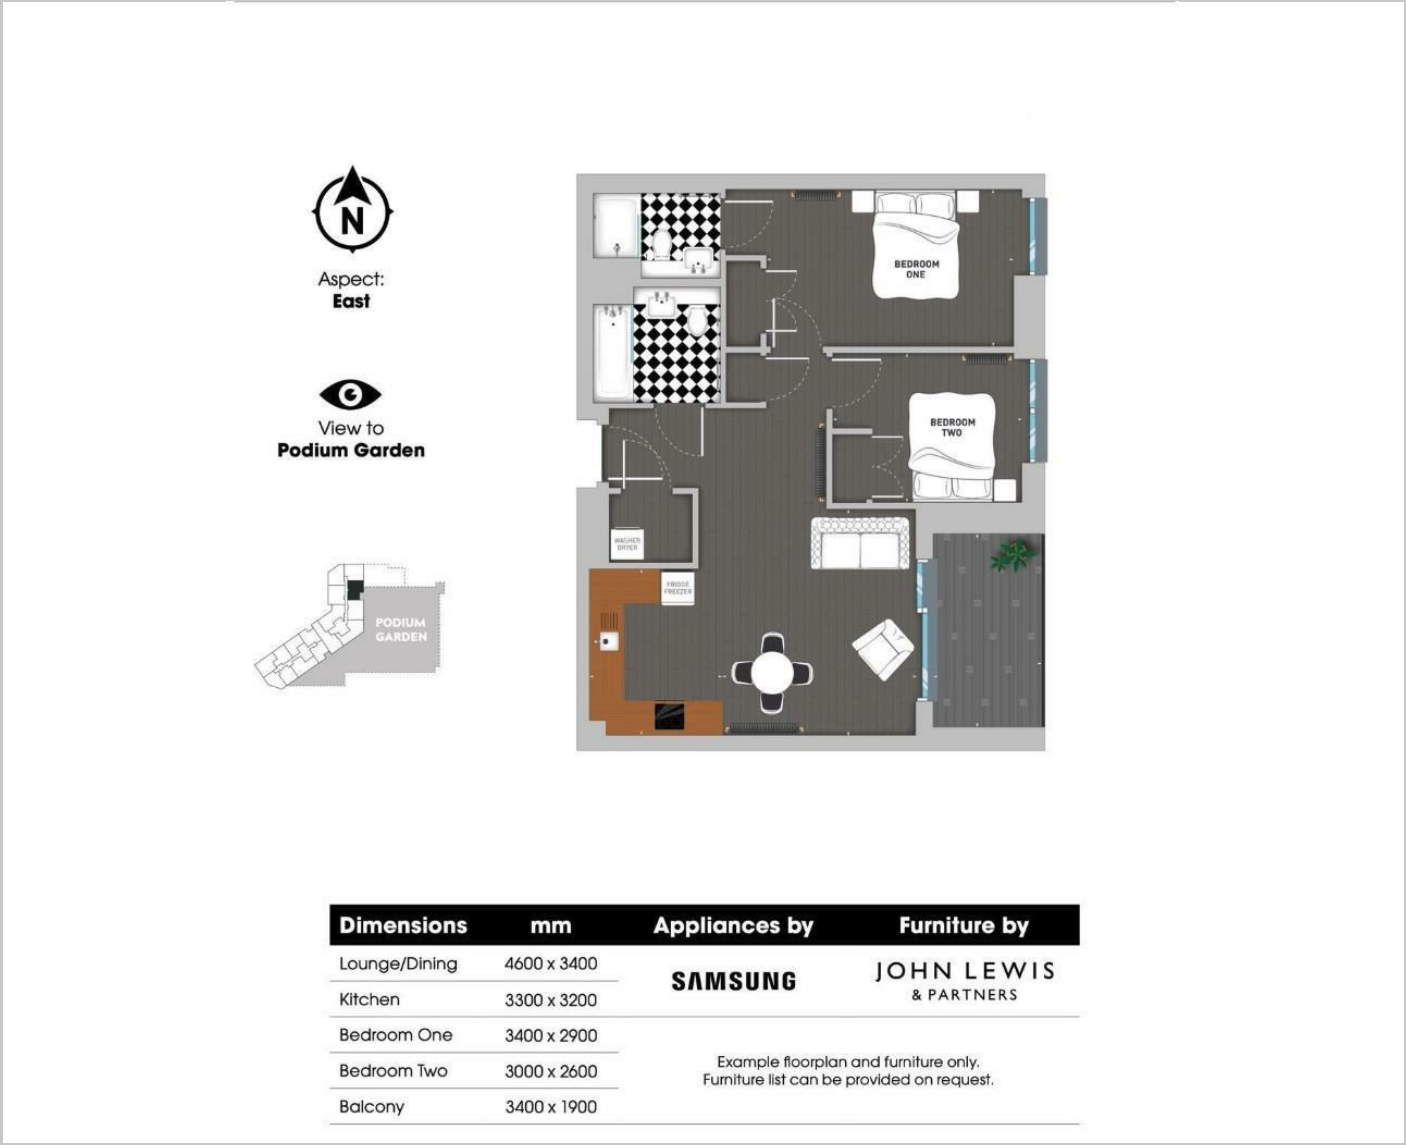 N
Aspect:
East
View to
Podium Garden
PODIUM
GARDEN
BEDROOM
ONE
BEDROOM
TWO
WASHER
DRYER
FRIDGE
FREEZER
Dimensions mm Appliances by Furniture by
Lounge/Dining 4600 x 3400
SAMSUNG
JOHN LEWIS
& PARTNERS
Kitchen 3300 x 3200
Bedroom One 3400 x 2900
Bedroom Two 3000 x 2600
Balcony 3400 x 1900
Example floorplan and furniture only.
Furniture list can be provided on request.